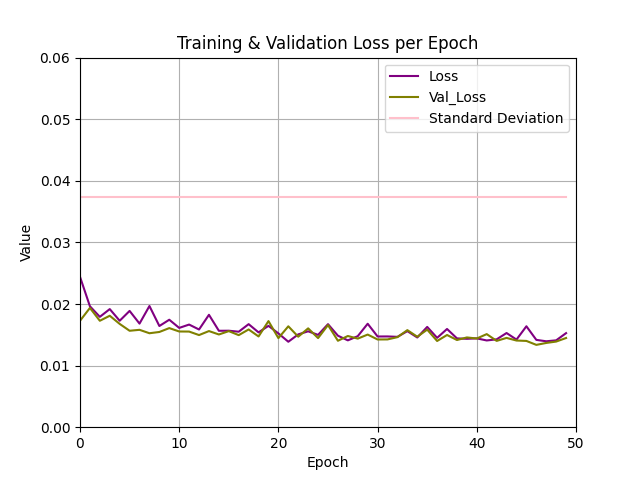 Training & Validation Loss per Epoch
Loss
Val_Loss
Standard Deviation
Value
0.06
0.05
0.04
0.03
0.02
0.01
0.00
0 10 20 30 40 50
Epoch